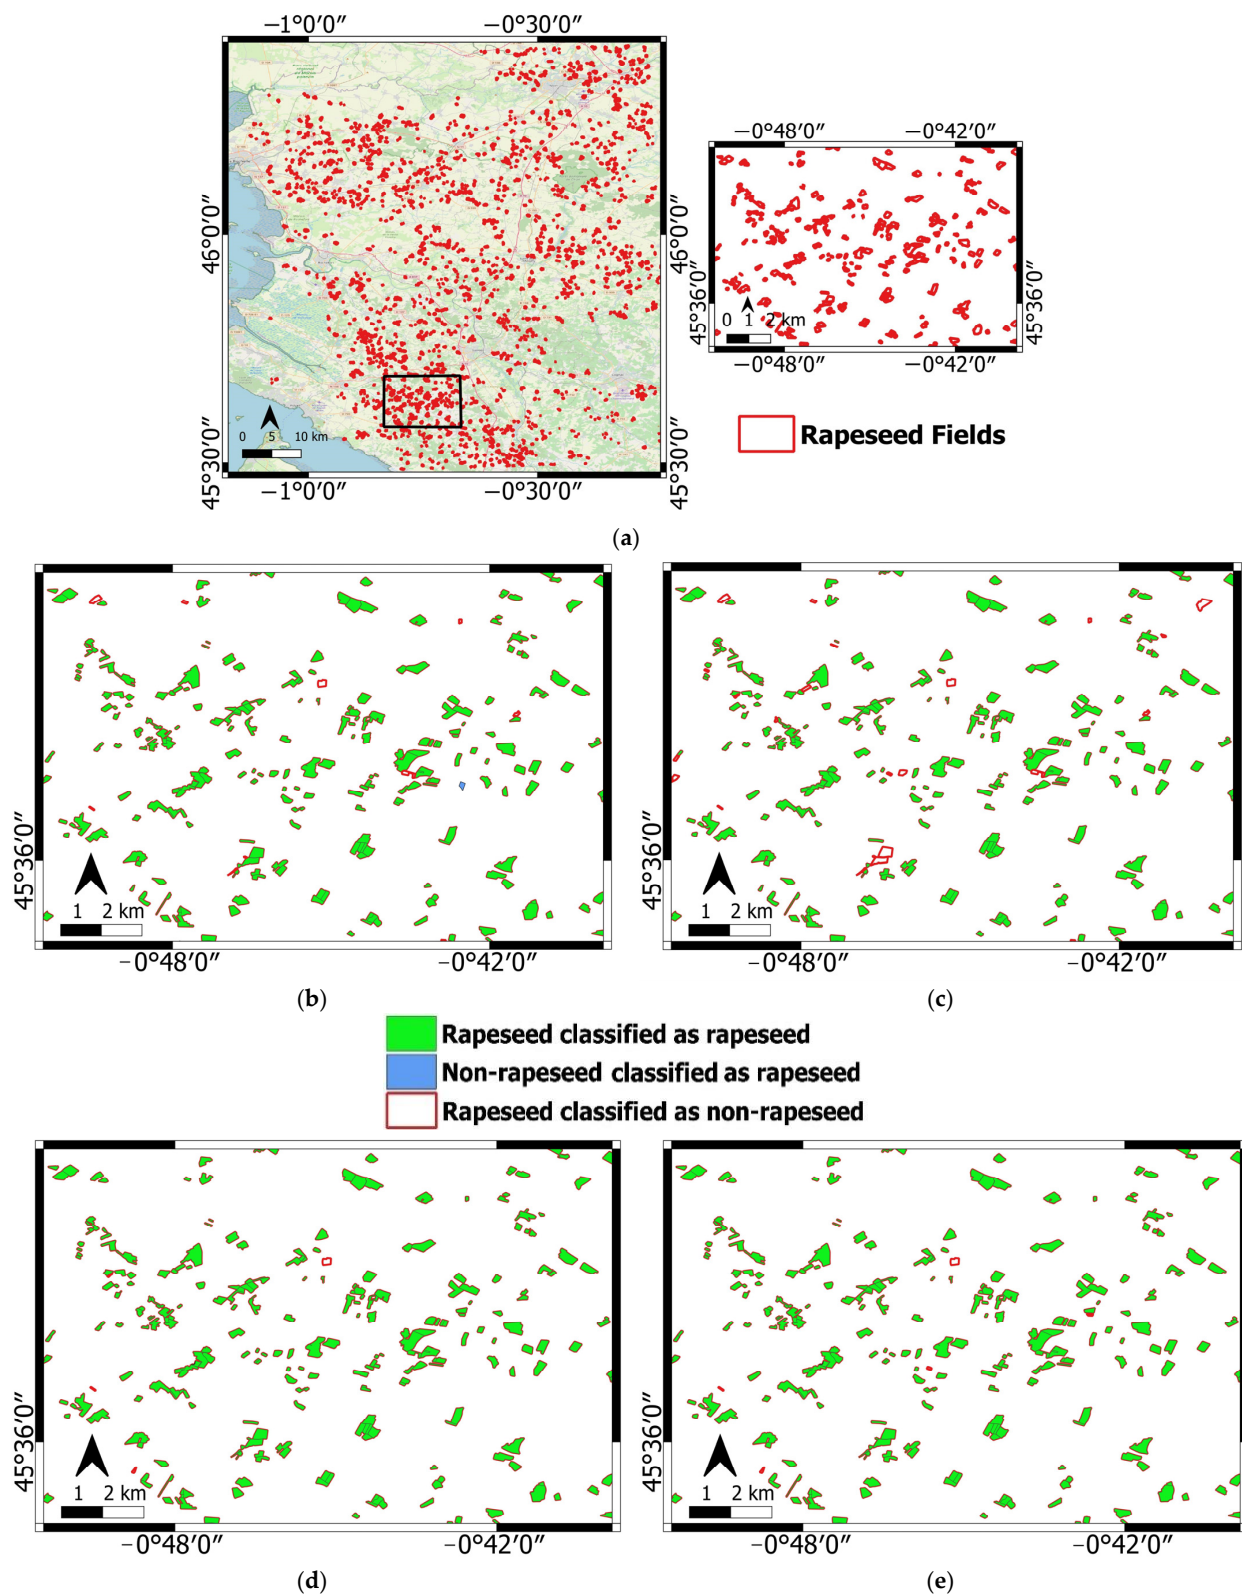 −1°0′0″ −0°30′0″
46°0′0″
46°0′0″
45°30′0″
45°30′0″
0 5 10 km
−1°0′0″ −0°30′0″
−0°48′0″ −0°42′0″
45°36′0″
0 1 2 km
−0°48′0″ −0°42′0″
Rapeseed Fields
(a)
45°36′0″
1 2 km
−0°48′0″ −0°42′0″
(b)
45°36′0″
1 2 km
−0°48′0″ −0°42′0″
(c)
Rapeseed classified as rapeseed
Non-rapeseed classified as rapeseed
Rapeseed classified as non-rapeseed
45°36′0″
1 2 km
−0°48′0″ −0°42′0″
(d)
45°36′0″
1 2 km
−0°48′0″ −0°42′0″
(e)